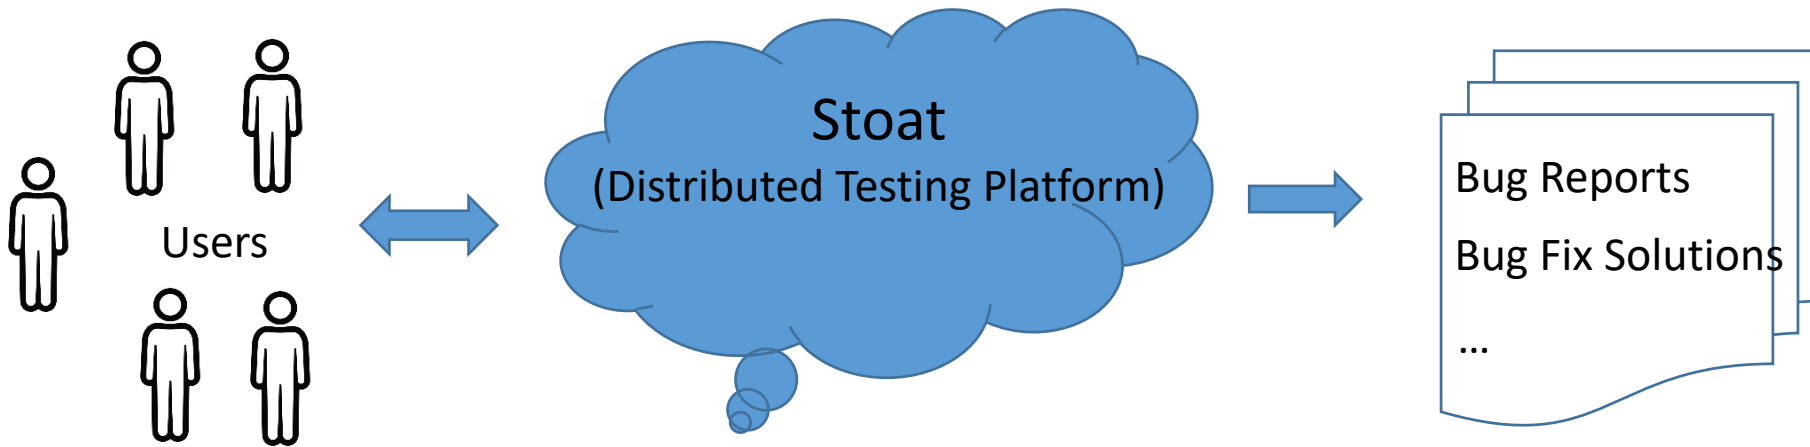 Users
Stoat
(Distributed Testing Platform)
Bug Reports
Bug Fix Solutions
...